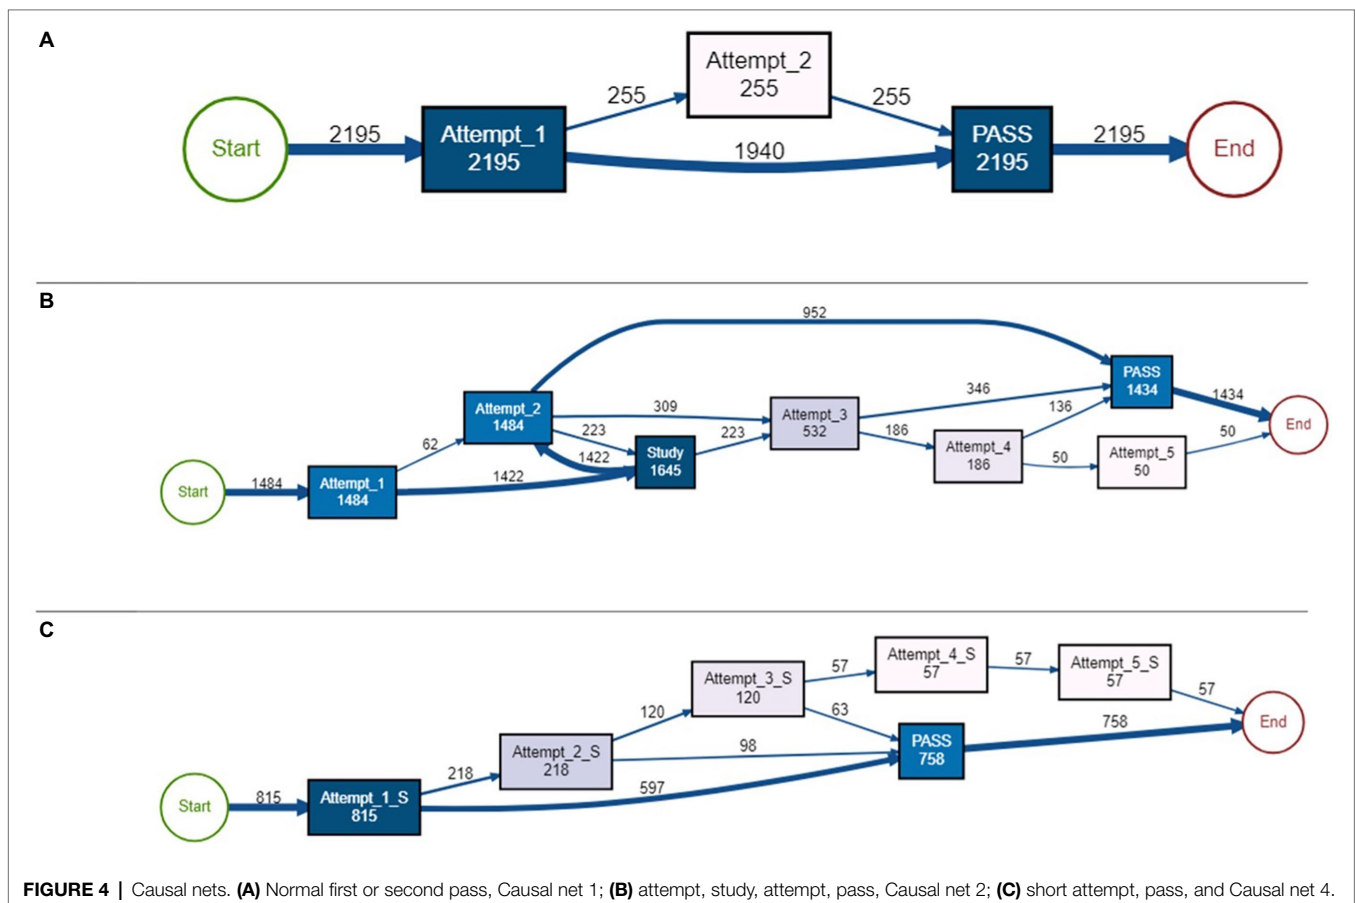 A
Start
2195
Attempt_1
2195
255
Attempt_2
255
255
1940
PASS
2195
2195
End
B
Start
1484
Attempt_1
1484
62
1422
Attempt_2
1484
952
309
223
1422
Study
1645
223
Attempt_3
532
346
186
Attempt_4
186
136
50
Attempt_5
50
50
PASS
1434
1434
End
C
Start
815
Attempt_1_S
815
218
597
Attempt_2_S
218
120
98
Attempt_3_S
120
57
63
Attempt_4_S
57
57
Attempt_5_S
57
57
PASS
758
758
End
FIGURE 4 | Causal nets. (A) Normal first or second pass, Causal net 1; (B) attempt, study, attempt, pass, Causal net 2; (C) short attempt, pass, and Causal net 4.